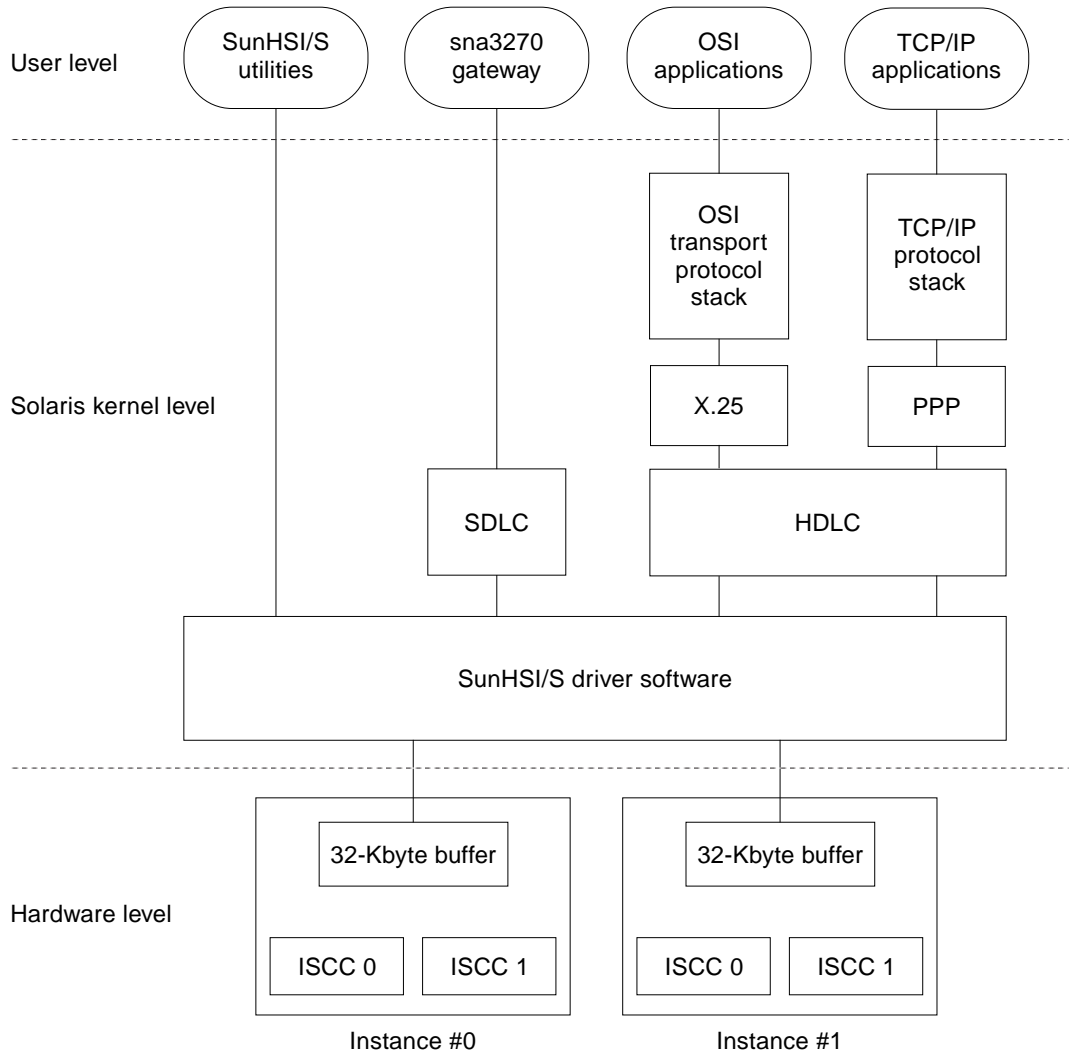 User level
SunHSI/S
utilities
sna3270
gateway
OSI
applications
TCP/IP
applications
Solaris kernel level
OSI
transport
protocol
stack
TCP/IP
protocol
stack
X.25
PPP
SDLC
HDLC
SunHSI/S driver software
Hardware level
32-Kbyte buffer
ISCC 0
ISCC 1
Instance #0
32-Kbyte buffer
ISCC 0
ISCC 1
Instance #1